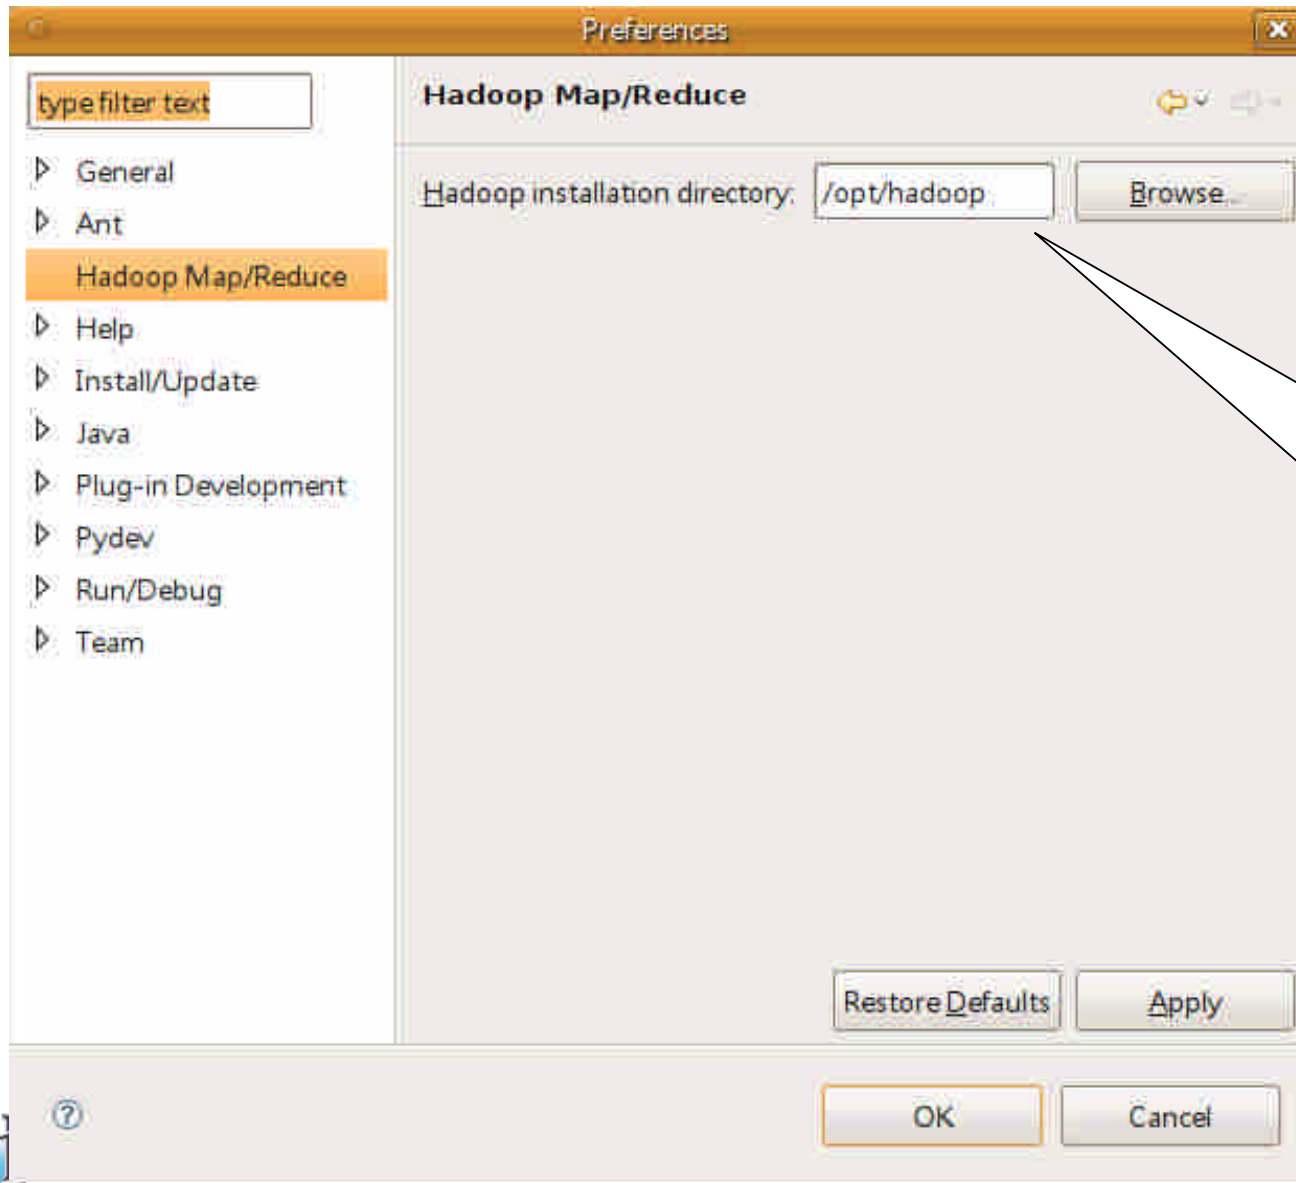 Preferences
type filter text
General
Ant
Hadoop Map/Reduce
Help
Install/Update
Java
Plug-in Development
Pydev
Run/Debug
Team
Hadoop Map/Reduce
Hadoop installation directory: /opt/hadoop Browse...
Restore Defaults Apply
? OK Cancel